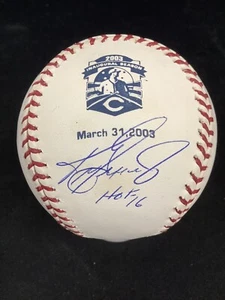 2003
INAUGURAL SEASON
C
March 31, 2003
HOF 16